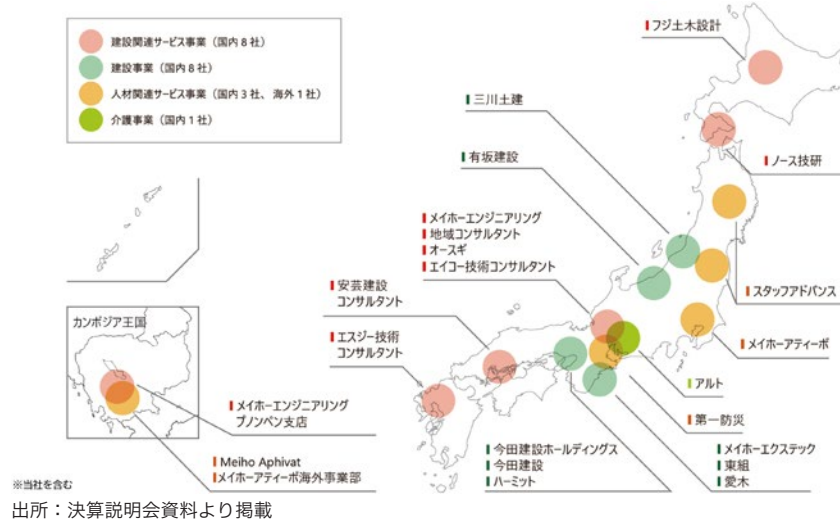 建設関連サービス事業（国内8社）
建設事業（国内8社）
人材関連サービス事業（国内3社、海外1社）
介護事業（国内1社）
フジ土木設計
三川土建
ノース技研
有坂建設
メイホーエンジニアリング
地域コンサルタント
オースギ
エイコー技術コンサルタント
安芸建設
コンサルタント
スタッフアドバンス
カンボジア王国
エスジー技術
コンサルタント
メイホーアティーボ
アルト
メイホーエンジニアリング
プノンペン支店
第一防災
Meiho Aphivat
メイホーアティーボ海外事業部
今田建設ホールディングス
今田建設
ハーミット
メイホーエクステック
東組
愛木
※当社を含む
出所：決算説明会資料より掲載